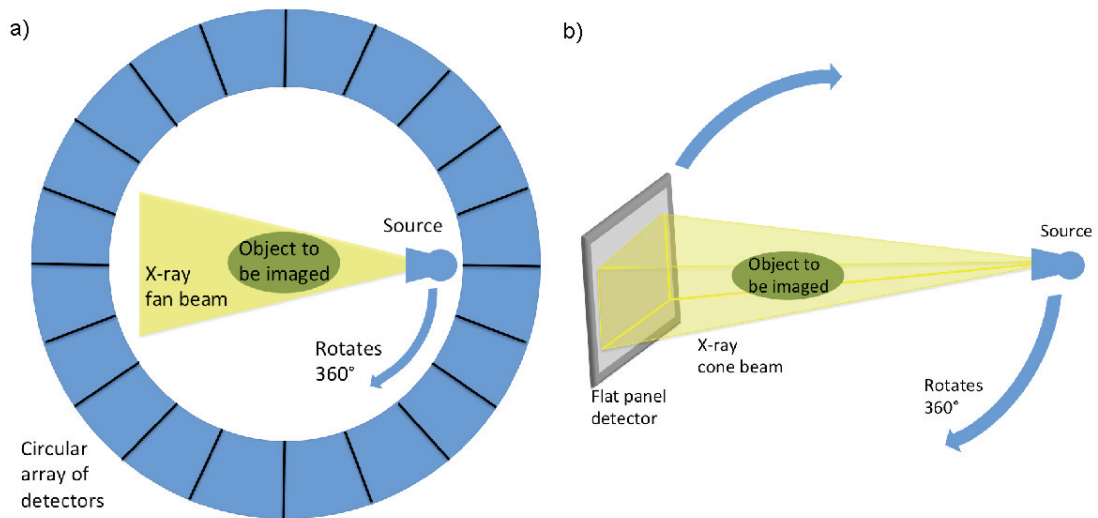 a)
Source
Object to
be imaged
X-ray
fan beam
Rotates
360°
Circular
array of
detectors
b)
Source
Object to
be imaged
X-ray
cone beam
Flat panel
detector
Rotates
360°